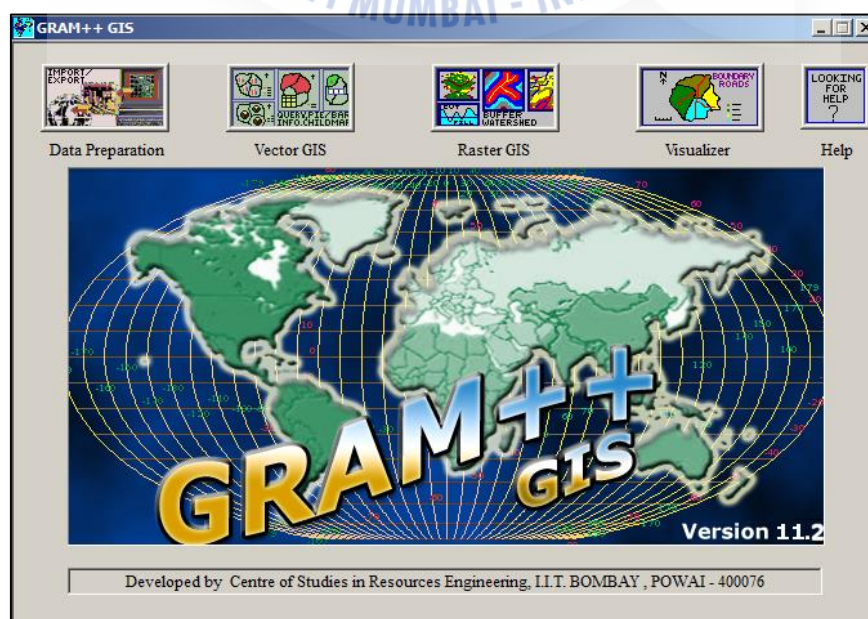 MUMBAI - IN
GRAM++ GIS
IMPORT/
EXPORT
QUERY,PIE/BAR
INFO.CHILDMAP
BUFFER
WATERSHED
N
BOUNDARY
ROADS
LOOKING
FOR
HELP
?
Data Preparation
Vector GIS
Raster GIS
Visualizer
Help
GRAM++
GIS
Version 11.2
Developed by Centre of Studies in Resources Engineering, I.I.T. BOMBAY , POWAI - 400076